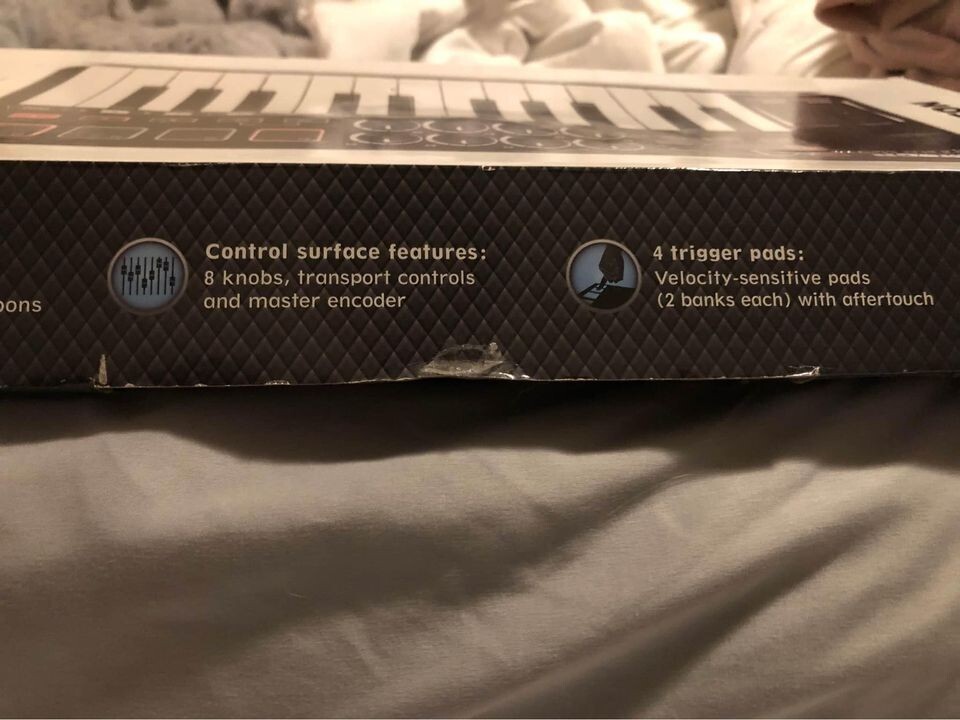 Control surface features:
8 knobs, transport controls
and master encoder
4 trigger pads:
Velocity-sensitive pads
(2 banks each) with aftertouch